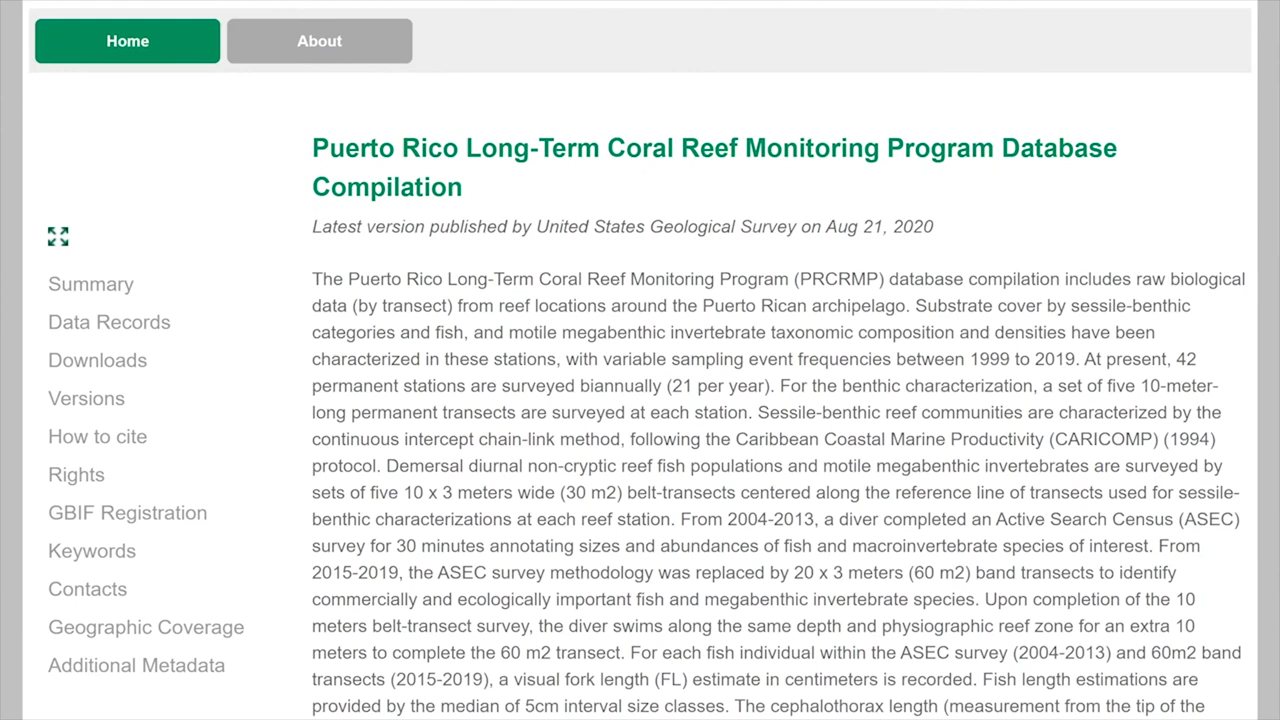 Home
About
Puerto Rico Long-Term Coral Reef Monitoring Program Database
Compilation
Latest version published by United States Geological Survey on Aug 21, 2020
Summary
Data Records
Downloads
Versions
How to cite
Rights
GBIF Registration
Keywords
Contacts
Geographic Coverage
Additional Metadata
The Puerto Rico Long-Term Coral Reef Monitoring Program (PRCRMP) database compilation includes raw biological
data (by transect) from reef locations around the Puerto Rican archipelago. Substrate cover by sessile-benthic
categories and fish, and motile megabenthic invertebrate taxonomic composition and densities have been
characterized in these stations, with variable sampling event frequencies between 1999 to 2019. At present, 42
permanent stations are surveyed biannually (21 per year). For the benthic characterization, a set of five 10-meter-
long permanent transects are surveyed at each station. Sessile-benthic reef communities are characterized by the
continuous intercept chain-link method, following the Caribbean Coastal Marine Productivity (CARICOMP) (1994)
protocol. Demersal diurnal non-cryptic reef fish populations and motile megabenthic invertebrates are surveyed by
sets of five 10 x 3 meters wide (30 m2) belt-transects centered along the reference line of transects used for sessile-
benthic characterizations at each reef station. From 2004-2013, a diver completed an Active Search Census (ASEC)
survey for 30 minutes annotating sizes and abundances of fish and macroinvertebrate species of interest. From
2015-2019, the ASEC survey methodology was replaced by 20 x 3 meters (60 m2) band transects to identify
commercially and ecologically important fish and megabenthic invertebrate species. Upon completion of the 10
meters belt-transect survey, the diver swims along the same depth and physiographic reef zone for an extra 10
meters to complete the 60 m2 transect. For each fish individual within the ASEC survey (2004-2013) and 60m2 band
transects (2015-2019), a visual fork length (FL) estimate in centimeters is recorded. Fish length estimations are
provided by the median of 5cm interval size classes. The cephalothorax length (measurement from the tip of the